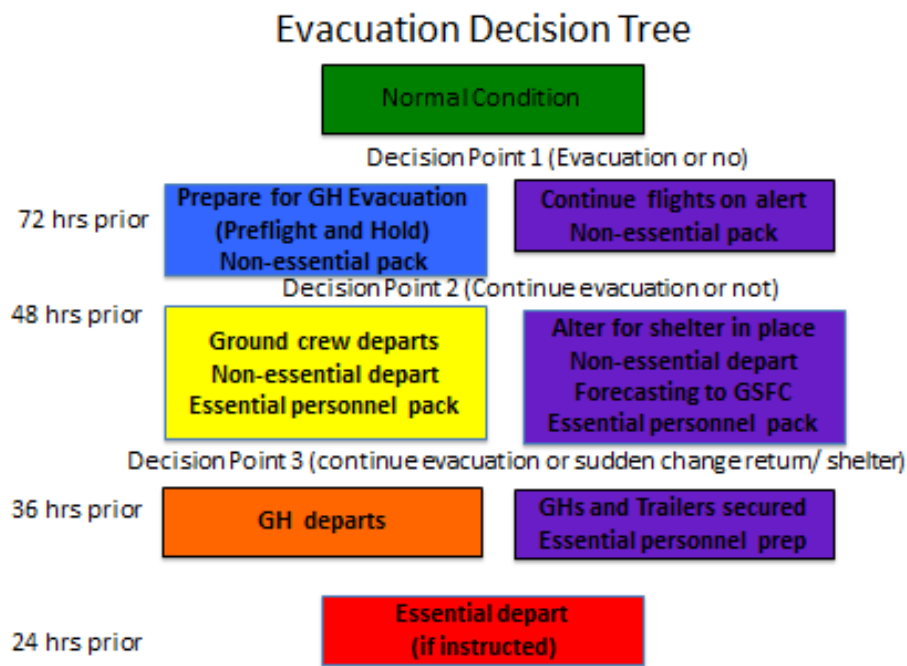 Evacuation Decision Tree
Normal Condition
Decision Point 1 (Evacuation or no)
72 hrs prior
Prepare for GH Evacuation
(Preflight and Hold)
Non-essential pack
Continue flights on alert
Non-essential pack
Decision Point 2 (Continue evacuation or not)
48 hrs prior
Ground crew departs
Non-essential depart
Essential personnel pack
Alter for shelter in place
Non-essential depart
Forecasting to GSFC
Essential personnel pack
Decision Point 3 (continue evacuation or sudden change return/ shelter)
36 hrs prior
GH departs
GHs and Trailers secured
Essential personnel prep
24 hrs prior
Essential depart
(if instructed)